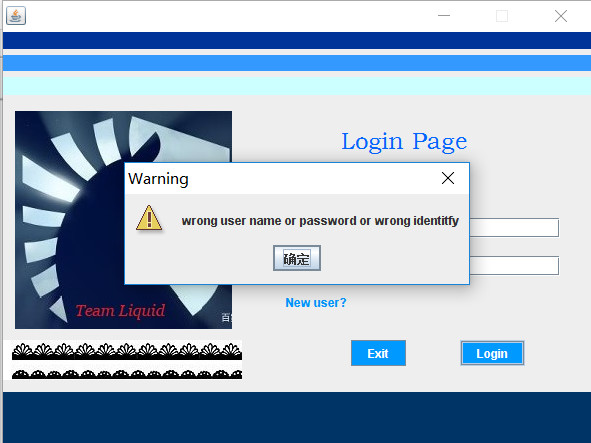 Login Page
Warning
wrong user name or password or wrong identitfy
确定
New user?
Team Liquid
Exit
Login